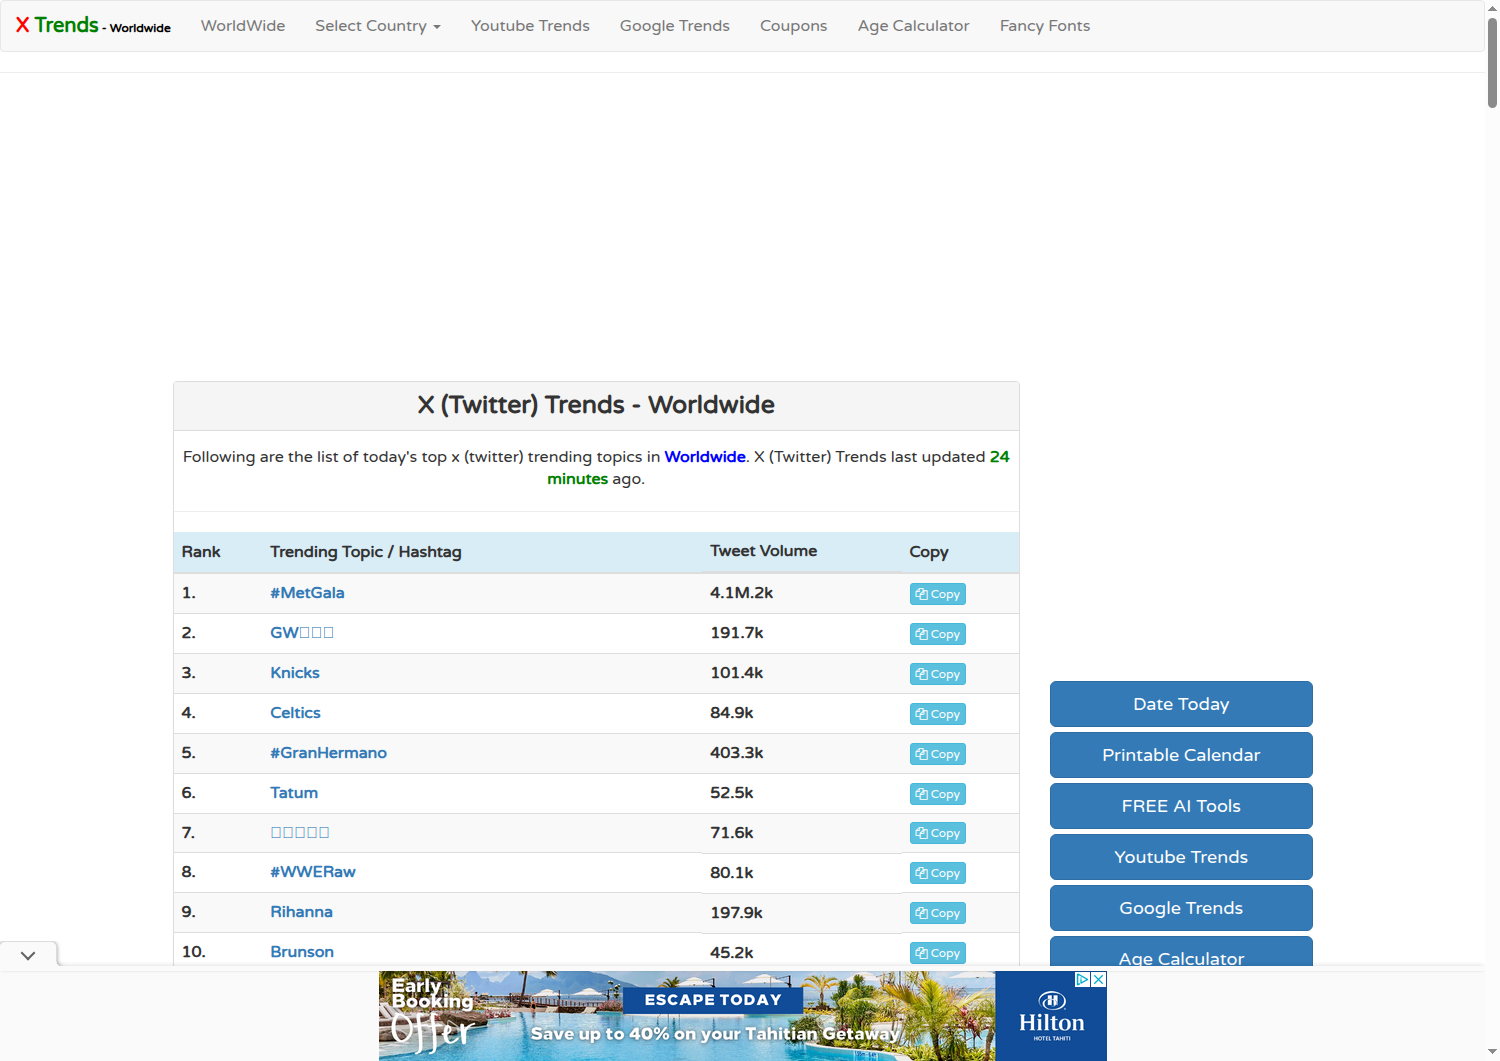 X Trends - Worldwide
WorldWide
Select Country
Youtube Trends
Google Trends
Coupons
Age Calculator
Fancy Fonts
X (Twitter) Trends - Worldwide
Following are the list of today's top x (twitter) trending topics in Worldwide. X (Twitter) Trends last updated 24
minutes ago.
Rank Trending Topic / Hashtag Tweet Volume Copy
1. #MetGala 4.1M.2k Copy
2. GW 191.7k Copy
3. Knicks 101.4k Copy
4. Celtics 84.9k Copy
5. #GranHermano 403.3k Copy
6. Tatum 52.5k Copy
7. 71.6k Copy
8. #WWERaw 80.1k Copy
9. Rihanna 197.9k Copy
10. Brunson 45.2k Copy
Date Today
Printable Calendar
FREE AI Tools
Youtube Trends
Google Trends
Age Calculator
Early
Booking
Offer
ESCAPE TODAY
Save up to 40% on your Tahitian Getaway
Hilton
HOTEL TAHITI